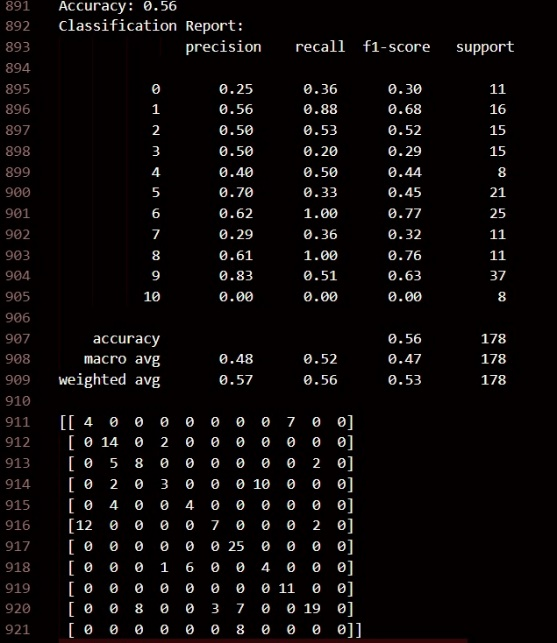 891 Accuracy: 0.56
892 Classification Report:
893 precision recall f1-score support
894
895 0 0.25 0.36 0.30 11
896 1 0.56 0.88 0.68 16
897 2 0.50 0.53 0.52 15
898 3 0.50 0.20 0.29 15
899 4 0.40 0.50 0.44 8
900 5 0.70 0.33 0.45 21
901 6 0.62 1.00 0.77 25
902 7 0.29 0.36 0.32 11
903 8 0.61 1.00 0.76 11
904 9 0.83 0.51 0.63 37
905 10 0.00 0.00 0.00 8
906
907 accuracy 0.56 178
908 macro avg 0.48 0.52 0.47 178
909 weighted avg 0.57 0.56 0.53 178
910
911 [[ 4 0 0 0 0 0 0 0 7 0 0]
912 [ 0 14 0 2 0 0 0 0 0 0 0]
913 [ 0 5 8 0 0 0 0 0 0 2 0]
914 [ 0 2 0 3 0 0 0 10 0 0 0]
915 [ 0 4 0 0 4 0 0 0 0 0 0]
916 [12 0 0 0 0 7 0 0 0 2 0]
917 [ 0 0 0 0 0 0 25 0 0 0 0]
918 [ 0 0 0 1 6 0 0 4 0 0 0]
919 [ 0 0 0 0 0 0 0 0 11 0 0]
920 [ 0 0 8 0 0 3 7 0 0 19 0]
921 [ 0 0 0 0 0 0 8 0 0 0 0]]